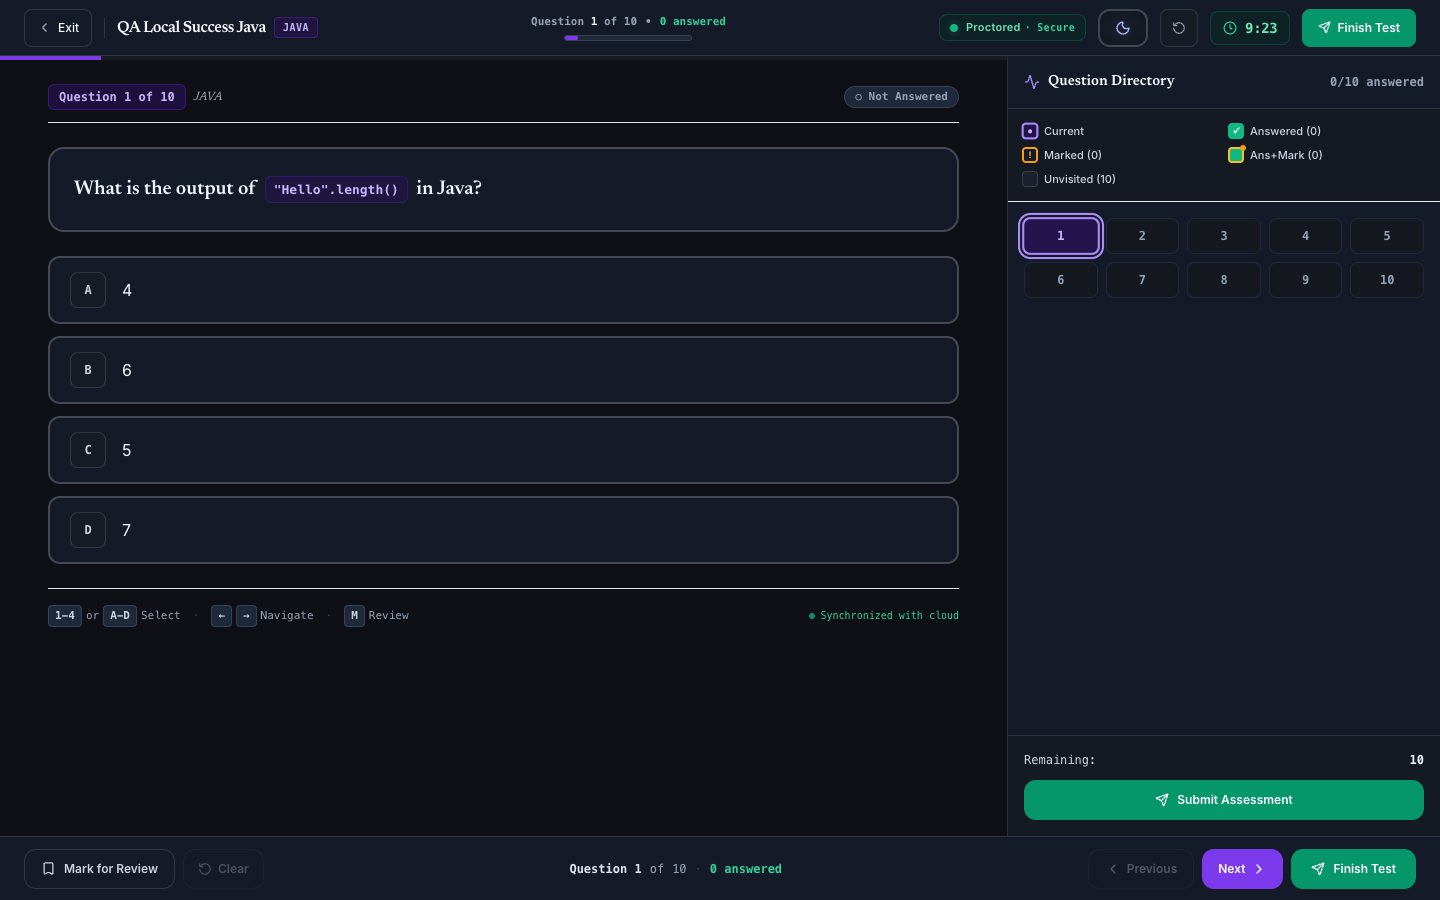 Exit
QA Local Success Java JAVA
Question 1 of 10 • 0 answered
Proctored · Secure
9:23
Finish Test
Question 1 of 10 JAVA
○ Not Answered
What is the output of "Hello".length() in Java?
A 4
B 6
C 5
D 7
1–4 or A–D Select · ← → Navigate · M Review
Synchronized with cloud
Question Directory
0/10 answered
Current
Answered (0)
Marked (0)
Ans+Mark (0)
Unvisited (10)
1 2 3 4 5
6 7 8 9 10
Remaining: 10
Submit Assessment
Mark for Review
Clear
Question 1 of 10 · 0 answered
Previous
Next
Finish Test